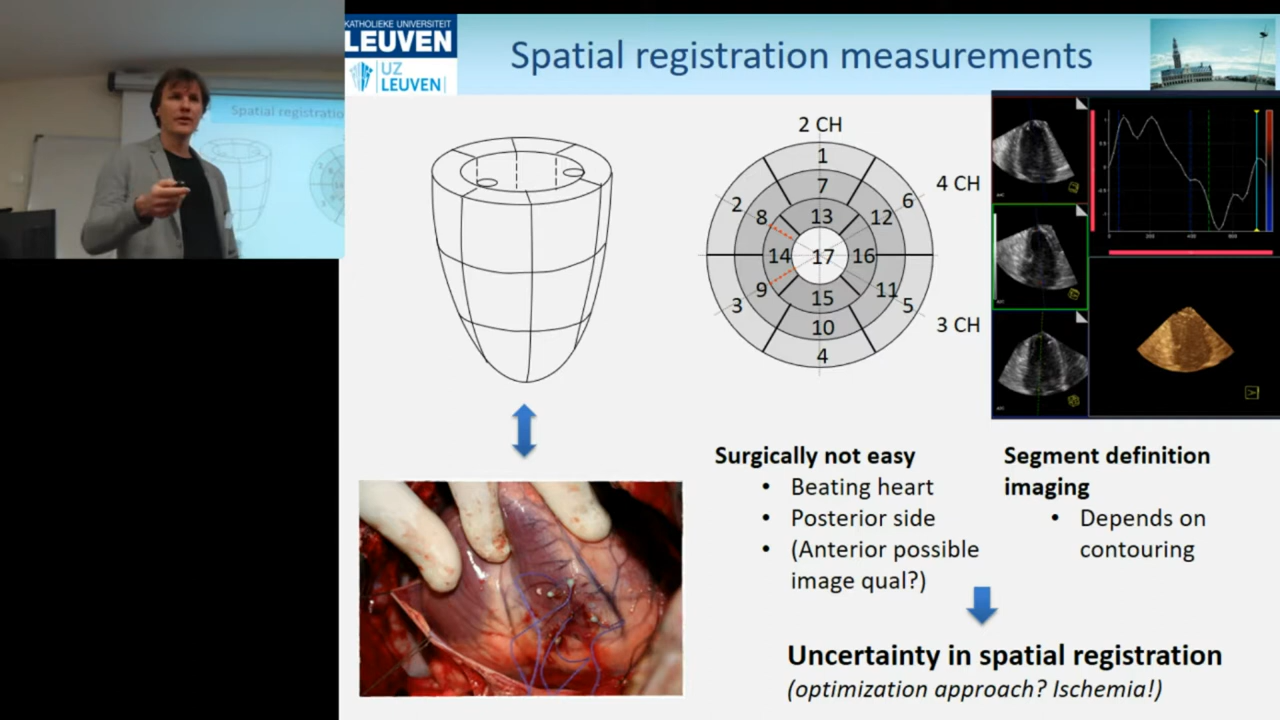 KATHOLIEKE UNIVERSITEIT
LEUVEN
UZ
LEUVEN
Spatial registration measurements
Spatial registratio
2 CH
4 CH
3 CH
1
7
13
2
8
12
6
14
17
16
3
9
15
11
5
10
4
Surgically not easy
• Beating heart
• Posterior side
• (Anterior possible
image qual?)
Segment definition
imaging
• Depends on
contouring
Uncertainty in spatial registration
(optimization approach? Ischemia!)